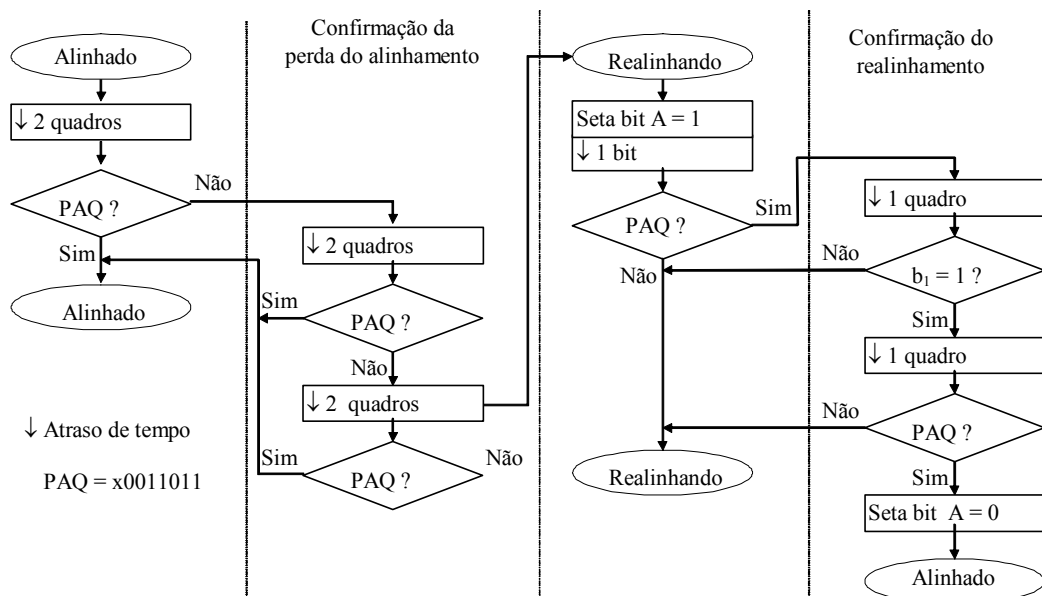 Alinhado
↓ 2 quadros
PAQ ?
Não
Sim
Alinhado
↓ Atraso de tempo
PAQ = x0011011
Confirmação da
perda do alinhamento
↓ 2 quadros
Sim
PAQ ?
Não
↓ 2 quadros
Sim
PAQ ?
Não
Realinhando
Seta bit A = 1
↓ 1 bit
PAQ ?
Sim
Não
Realinhando
Confirmação do
realinhamento
↓ 1 quadro
Não
b₁ = 1 ?
Sim
↓ 1 quadro
Não
PAQ ?
Sim
Seta bit A = 0
Alinhado